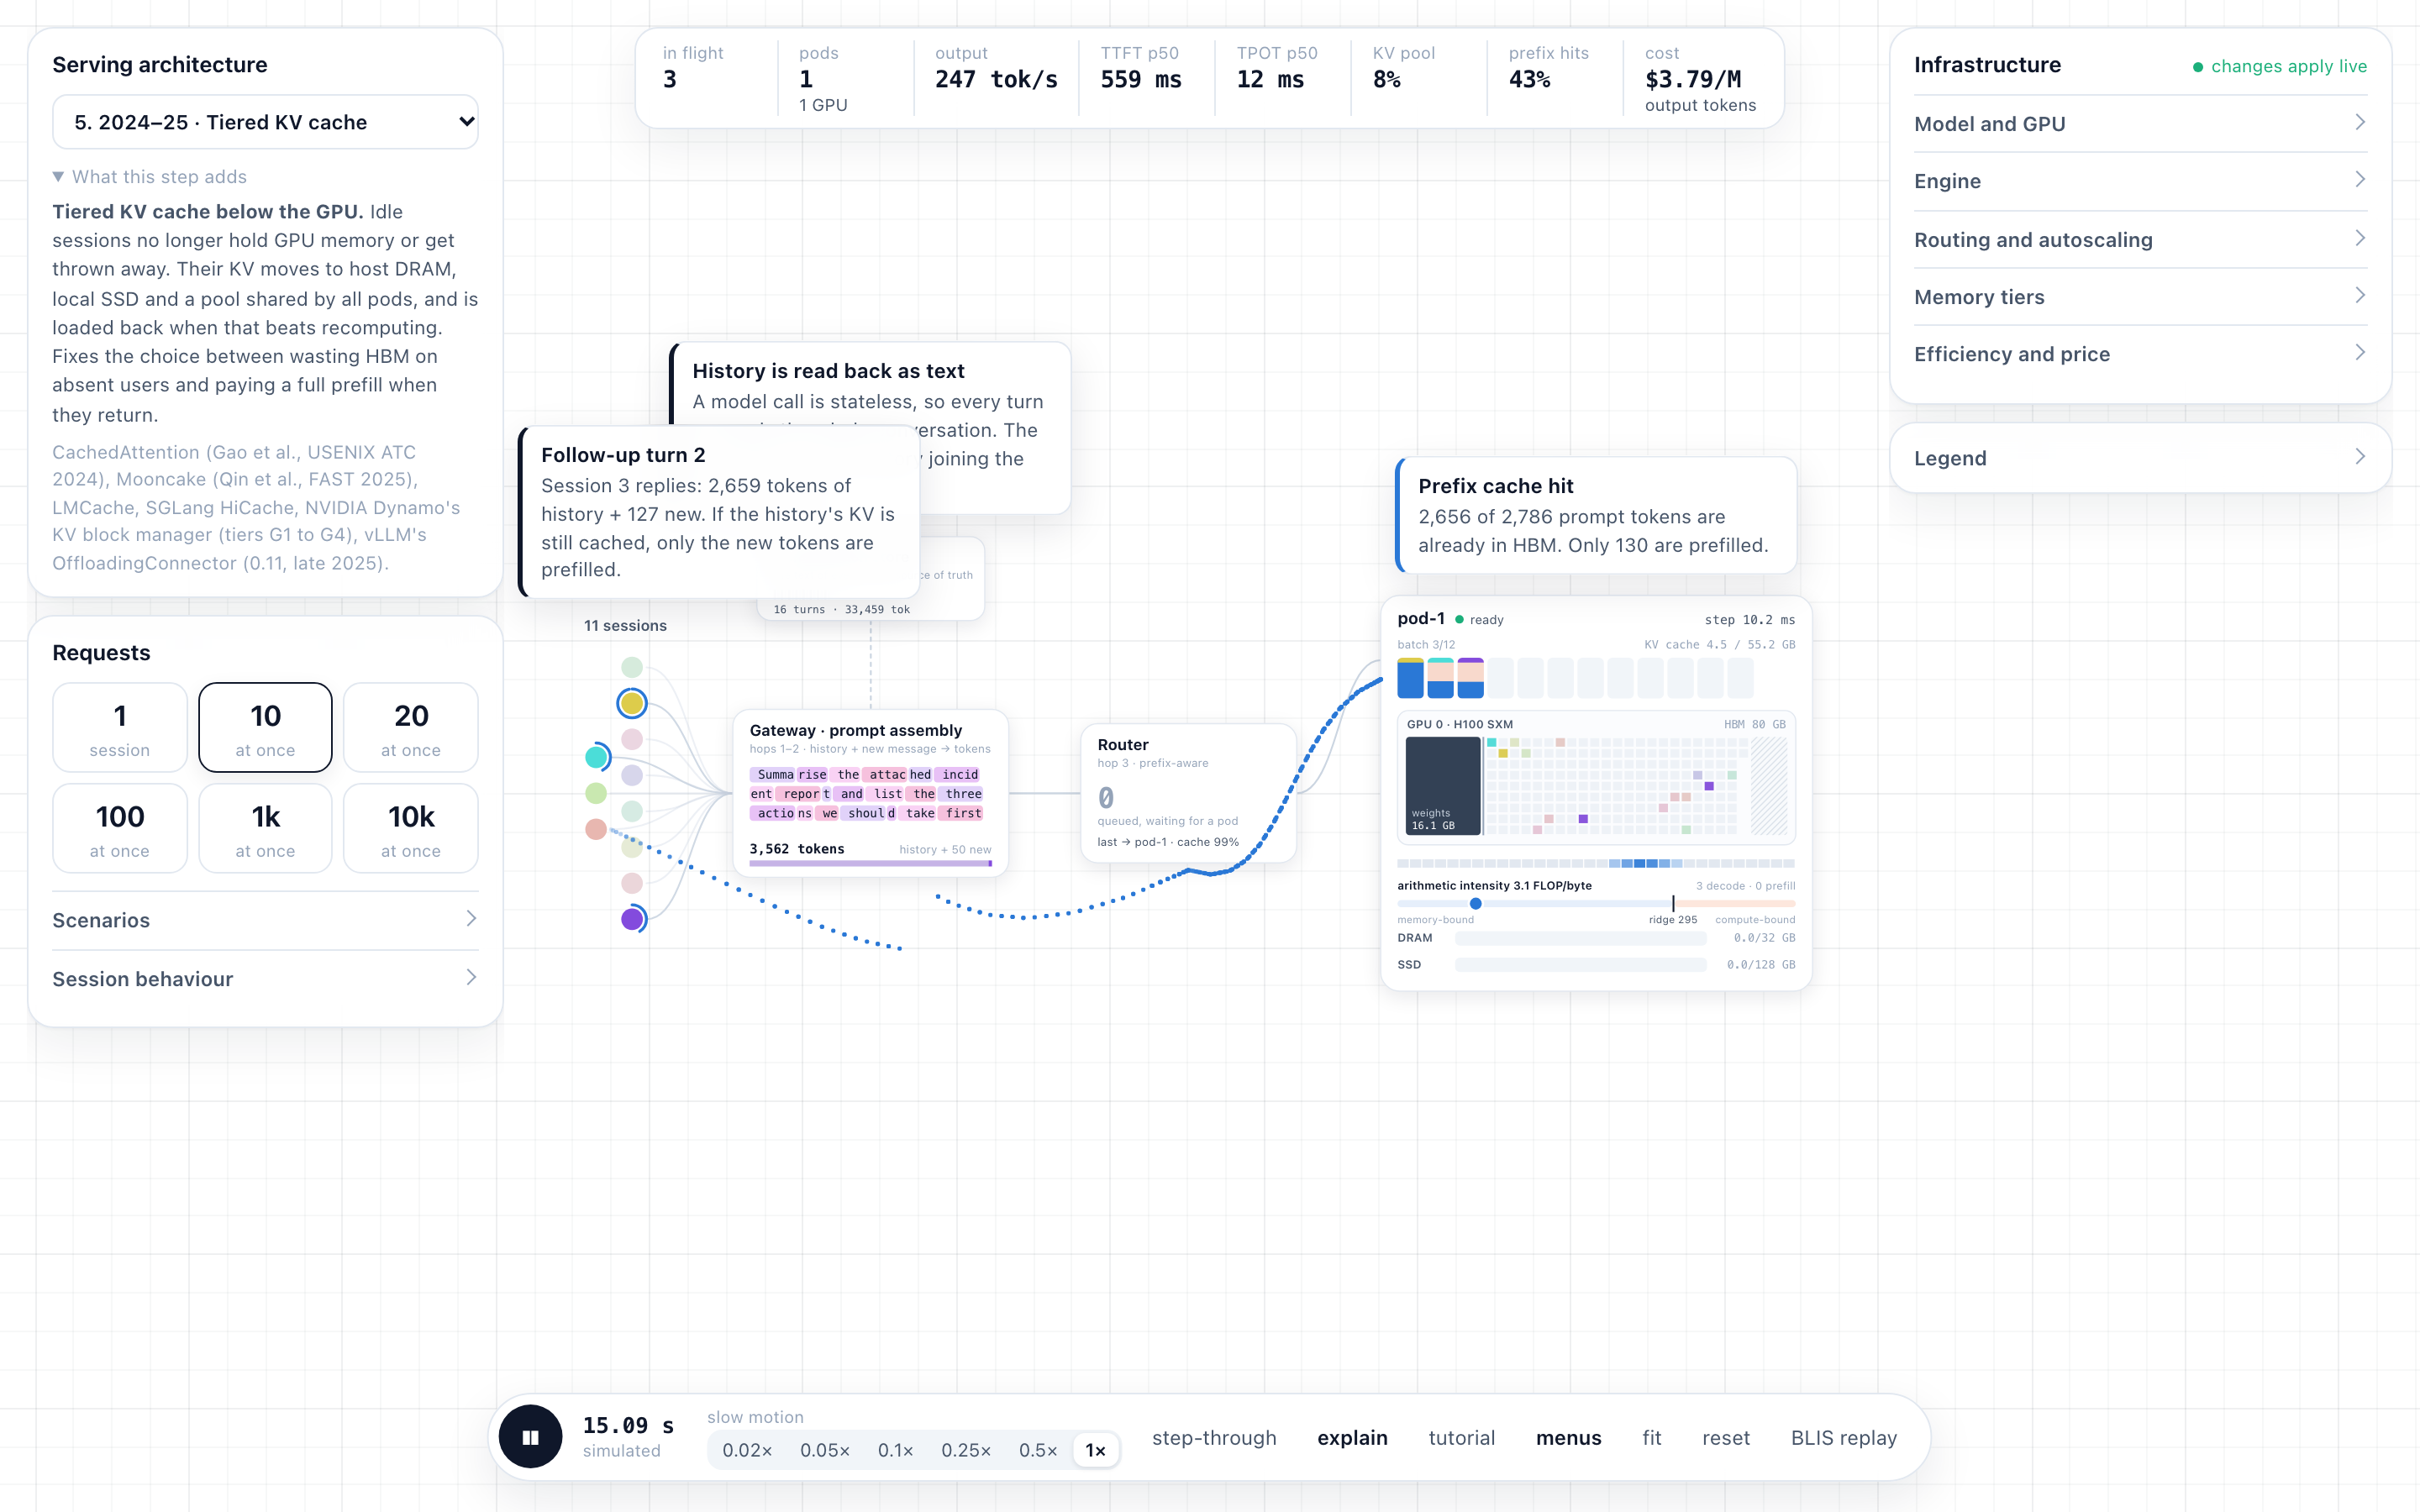 Serving architecture
5. 2024–25 · Tiered KV cache
▼ What this step adds
Tiered KV cache below the GPU. Idle
sessions no longer hold GPU memory or get
thrown away. Their KV moves to host DRAM,
local SSD and a pool shared by all pods, and is
loaded back when that beats recomputing.
Fixes the choice between wasting HBM on
absent users and paying a full prefill when
they return.
CachedAttention (Gao et al., USENIX ATC
2024), Mooncake (Qin et al., FAST 2025),
LMCache, SGLang HiCache, NVIDIA Dynamo's
KV block manager (tiers G1 to G4), vLLM's
OffloadingConnector (0.11, late 2025).
Requests
1 session
10 at once
20 at once
100 at once
1k at once
10k at once
Scenarios
Session behaviour
in flight
3
pods
1
1 GPU
output
247 tok/s
TTFT p50
559 ms
TPOT p50
12 ms
KV pool
8%
prefix hits
43%
cost
$3.79/M
output tokens
History is read back as text
A model call is stateless, so every turn
versation. The
joining the
Follow-up turn 2
Session 3 replies: 2,659 tokens of
history + 127 new. If the history's KV is
still cached, only the new tokens are
prefilled.
ce of truth
16 turns · 33,459 tok
11 sessions
Gateway · prompt assembly
hops 1–2 · history + new message → tokens
Summa rise the attac hed incid
ent repor t and list the three
actio ns we shoul d take first
3,562 tokens
history + 50 new
Router
hop 3 · prefix-aware
0
queued, waiting for a pod
last → pod-1 · cache 99%
Prefix cache hit
2,656 of 2,786 prompt tokens are
already in HBM. Only 130 are prefilled.
pod-1 ready
step 10.2 ms
batch 3/12
KV cache 4.5 / 55.2 GB
GPU 0 · H100 SXM
HBM 80 GB
weights
16.1 GB
arithmetic intensity 3.1 FLOP/byte
3 decode · 0 prefill
memory-bound
ridge 295
compute-bound
DRAM
0.0/32 GB
SSD
0.0/128 GB
Infrastructure
changes apply live
Model and GPU
Engine
Routing and autoscaling
Memory tiers
Efficiency and price
Legend
15.09 s
simulated
slow motion
0.02× 0.05× 0.1× 0.25× 0.5× 1×
step-through
explain
tutorial
menus
fit
reset
BLIS replay